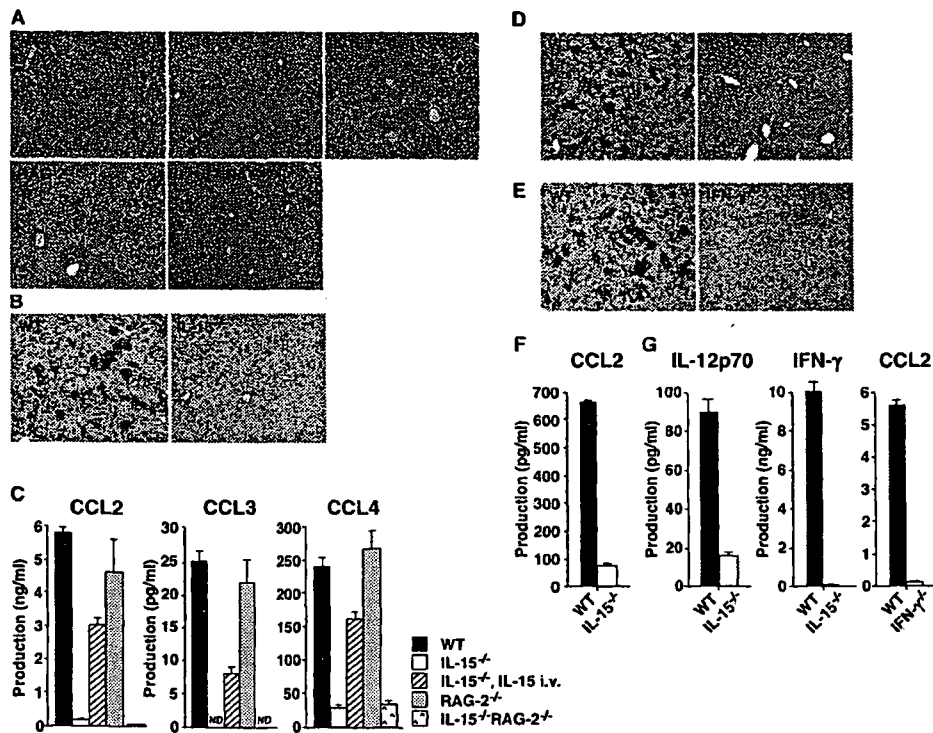 A
B
WT
IL-15-/-
C
CCL2
CCL3
CCL4
Production (ng/ml)
6
5
4
3
2
1
0
Production (pg/ml)
30
25
20
15
10
5
0
ND
ND
Production (pg/ml)
300
250
200
150
100
50
0
WT
IL-15-/-
IL-15-/-, IL-15 i.v.
RAG-2-/-
IL-15-/-RAG-2-/-
D
E
F
CCL2
Production (pg/ml)
700
600
500
400
300
200
100
0
WT
IL-15-/-
G
IL-12p70
IFN-γ
CCL2
Production (pg/ml)
100
80
60
40
20
0
WT
IL-15-/-
Production (ng/ml)
10
8
6
4
2
0
WT
IL-15-/-
Production (ng/ml)
6
5
4
3
2
1
0
WT
IFN-γ-/-